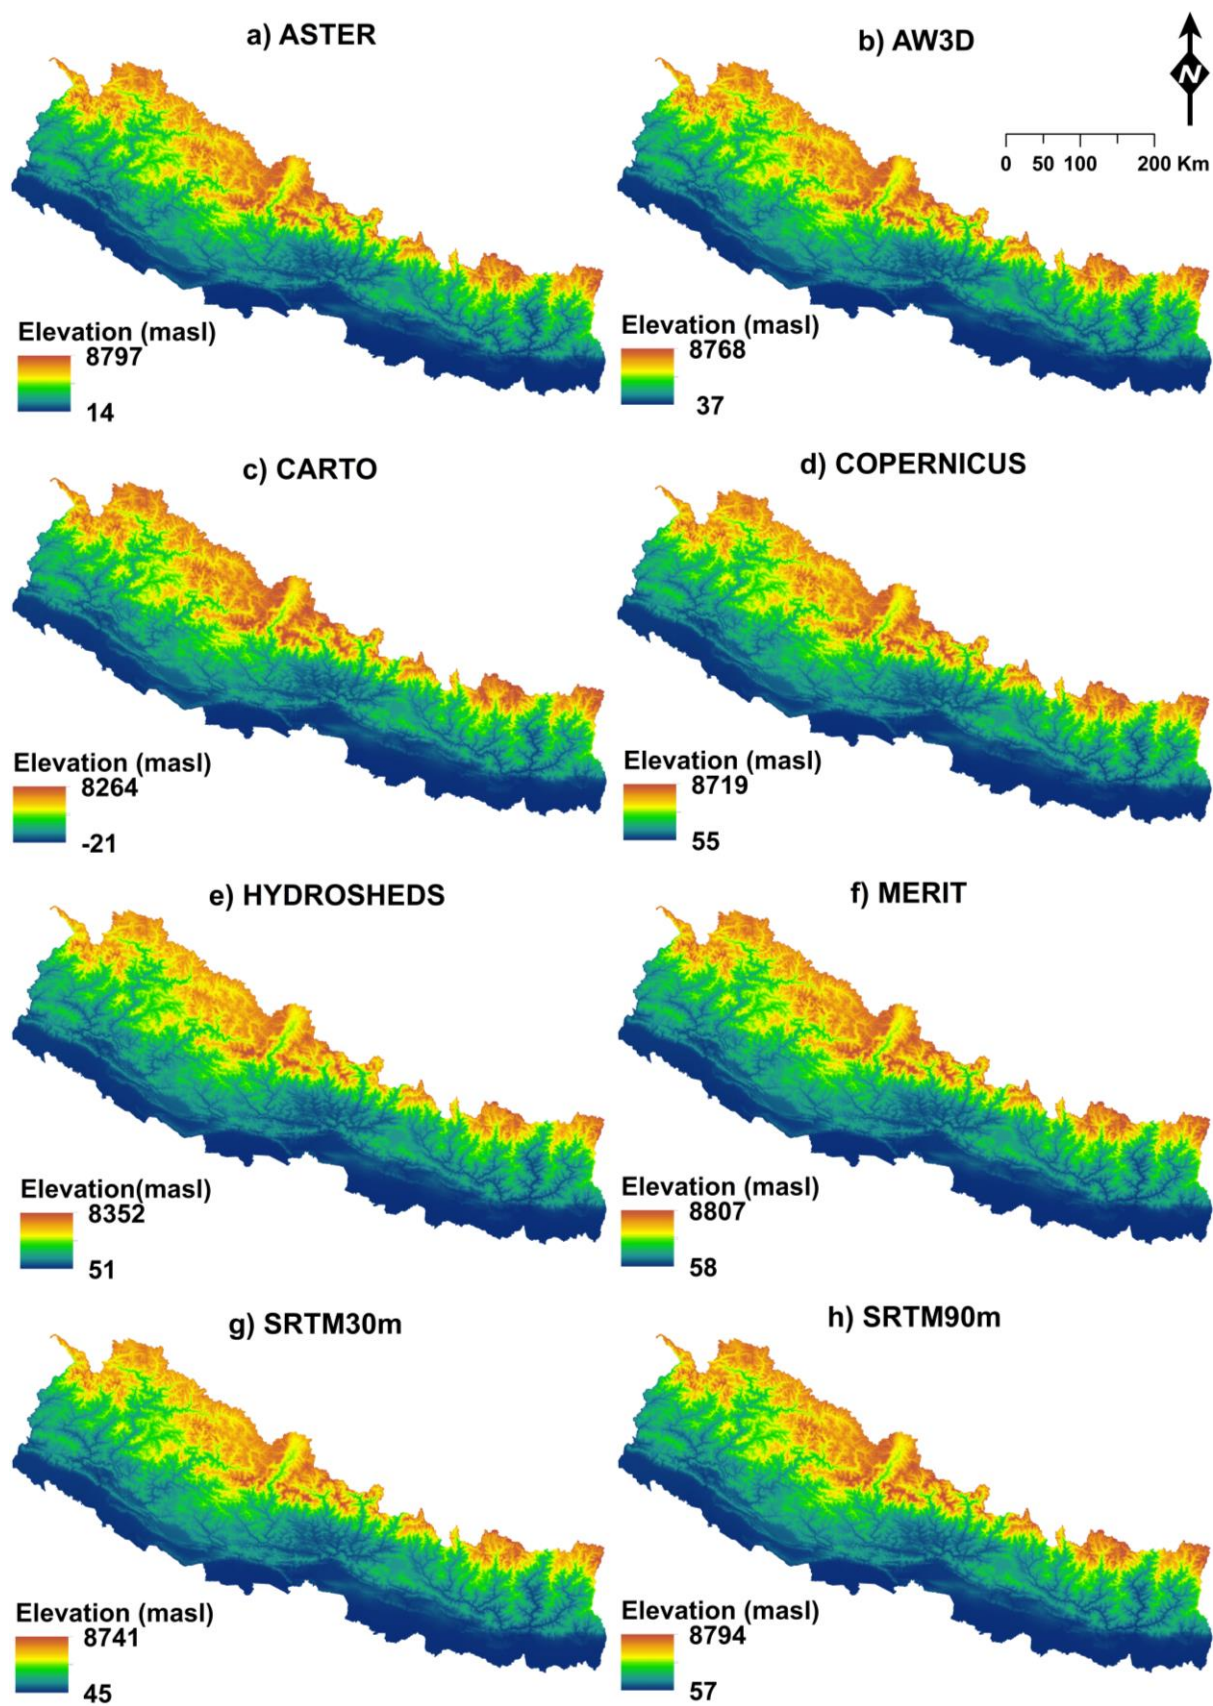 a) ASTER
b) AW3D
N
0 50 100 200 Km
Elevation (masl)
8797
14
Elevation (masl)
8768
37
c) CARTO
d) COPERNICUS
Elevation (masl)
8264
-21
Elevation (masl)
8719
55
e) HYDROSHEDS
f) MERIT
Elevation(masl)
8352
51
Elevation (masl)
8807
58
g) SRTM30m
h) SRTM90m
Elevation (masl)
8741
45
Elevation (masl)
8794
57